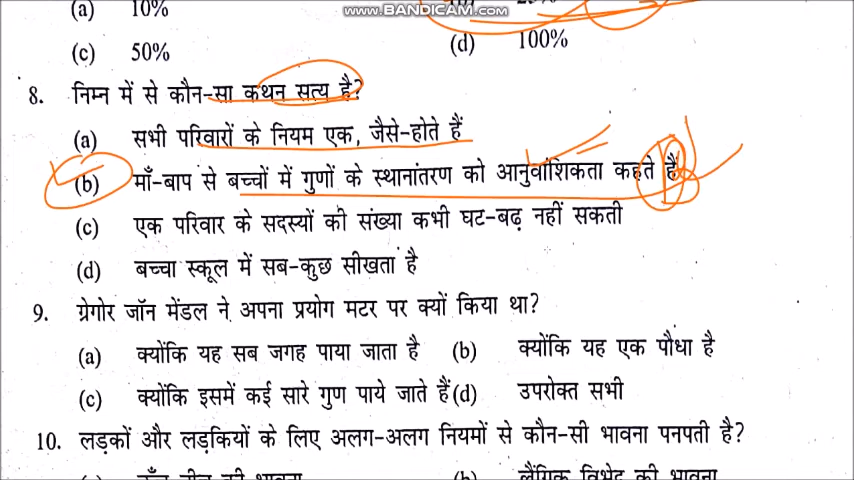 www.BANDICAM.com
(a) 10%
(c) 50% (d) 100%
8. निम्न में से कौन-सा कथन सत्य है?
(a) सभी परिवारों के नियम एक, जैसे-होते हैं
(b) माँ-बाप से बच्चों में गुणों के स्थानांतरण को आनुवांशिकता कहते हैं
(c) एक परिवार के सदस्यों की संख्या कभी घट-बढ़ नहीं सकती
(d) बच्चा स्कूल में सब-कुछ सीखता है
9. ग्रेगोर जॉन मेंडल ने अपना प्रयोग मटर पर क्यों किया था?
(a) क्योंकि यह सब जगह पाया जाता है (b) क्योंकि यह एक पौधा है
(c) क्योंकि इसमें कई सारे गुण पाये जाते हैं (d) उपरोक्त सभी
10. लड़कों और लड़कियों के लिए अलग-अलग नियमों से कौन-सी भावना पनपती है?
की भावना (b) लैंगिक विभेद की भावना